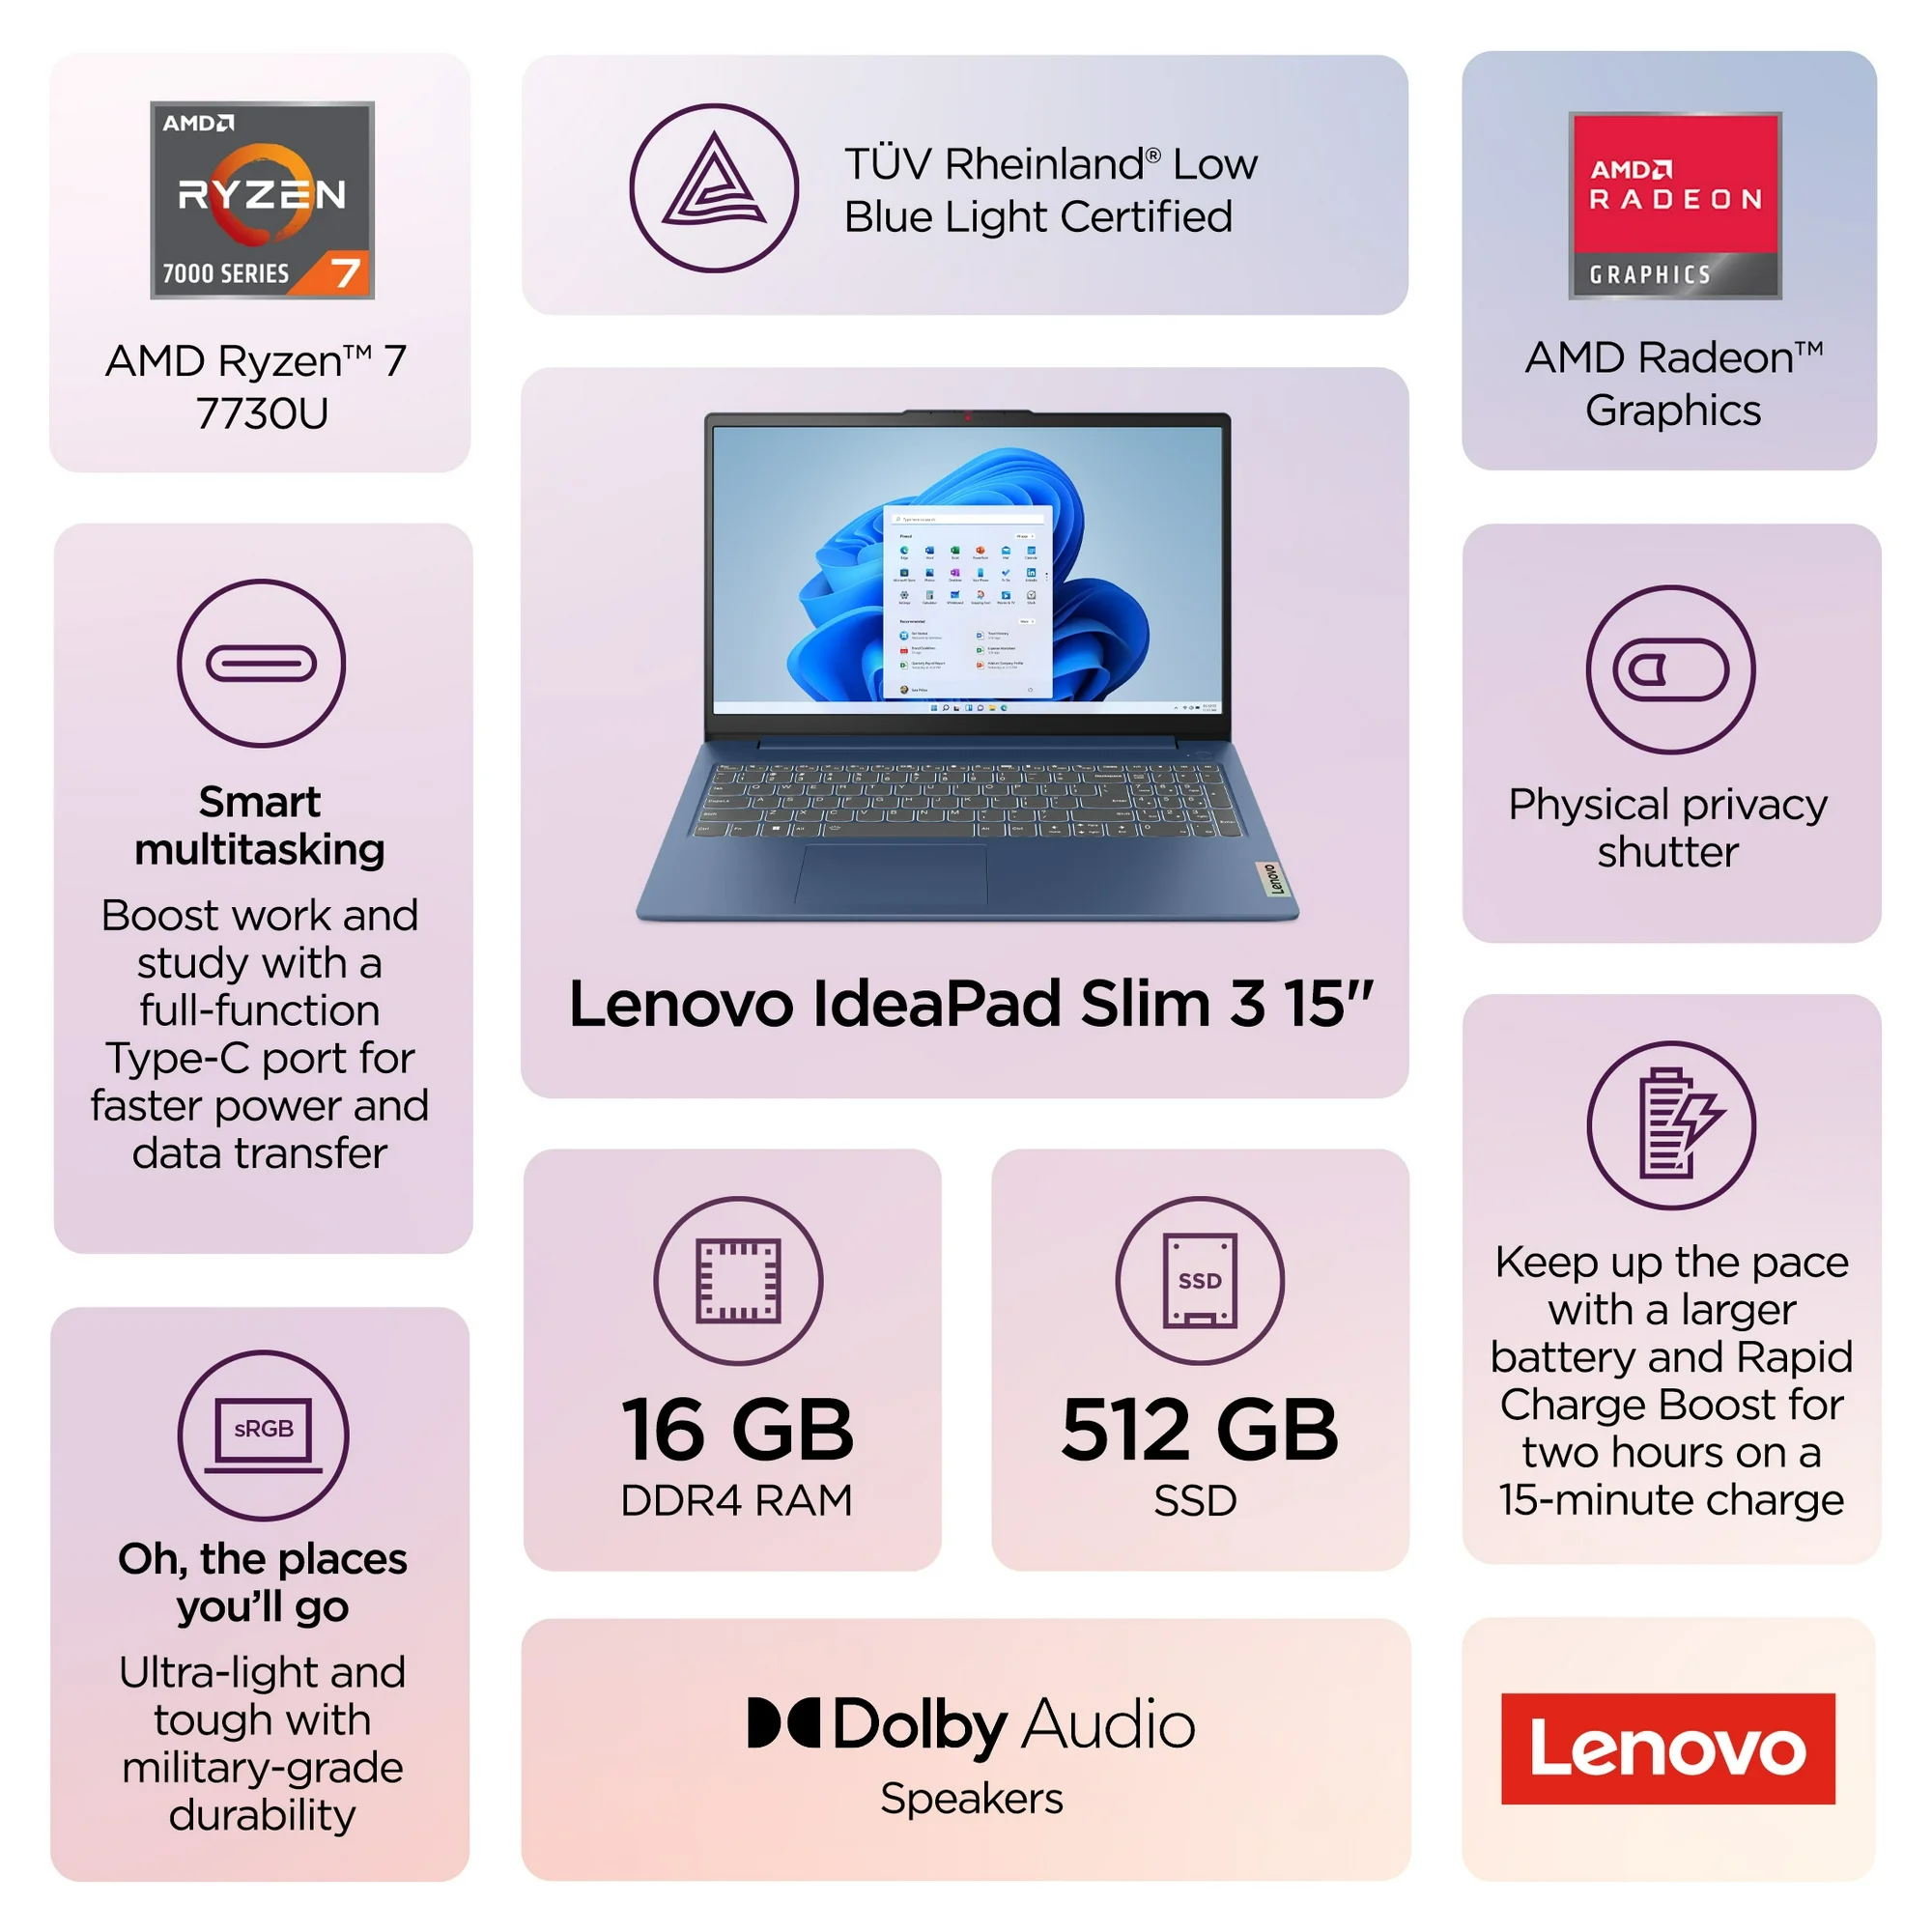 AMD
RYZEN
7000 SERIES 7
AMD Ryzen™ 7
7730U
TÜV Rheinland® Low
Blue Light Certified
AMD
RADEON
GRAPHICS
AMD Radeon™
Graphics
Smart
multitasking
Boost work and
study with a
full-function
Type-C port for
faster power and
data transfer
Lenovo
Lenovo IdeaPad Slim 3 15"
Physical privacy
shutter
sRGB
Oh, the places
you'll go
Ultra-light and
tough with
military-grade
durability
16 GB
DDR4 RAM
SSD
512 GB
SSD
Keep up the pace
with a larger
battery and Rapid
Charge Boost for
two hours on a
15-minute charge
Dolby Audio
Speakers
Lenovo